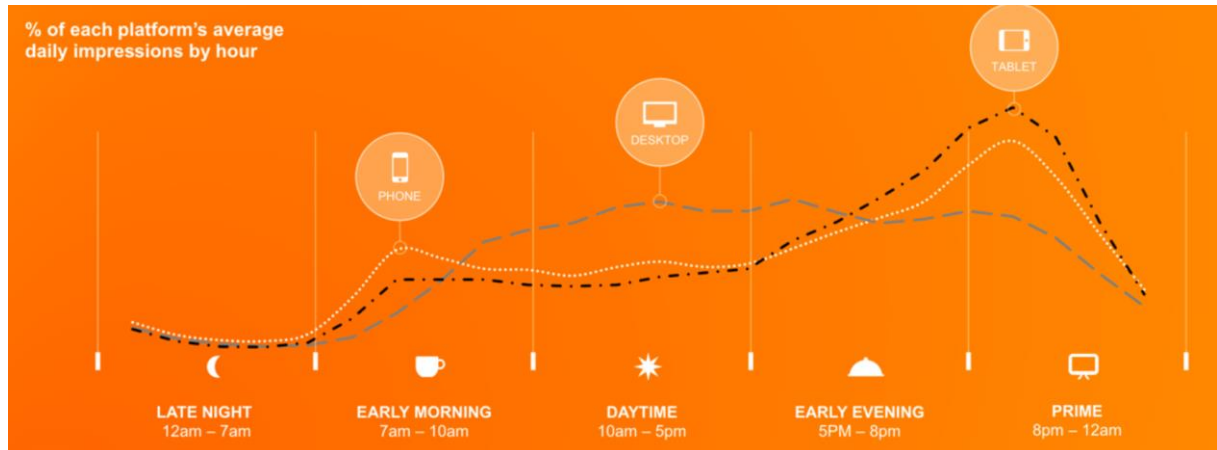 % of each platform's average
daily impressions by hour
TABLET
DESKTOP
PHONE
LATE NIGHT
12am – 7am
EARLY MORNING
7am – 10am
DAYTIME
10am – 5pm
EARLY EVENING
5PM – 8pm
PRIME
8pm – 12am